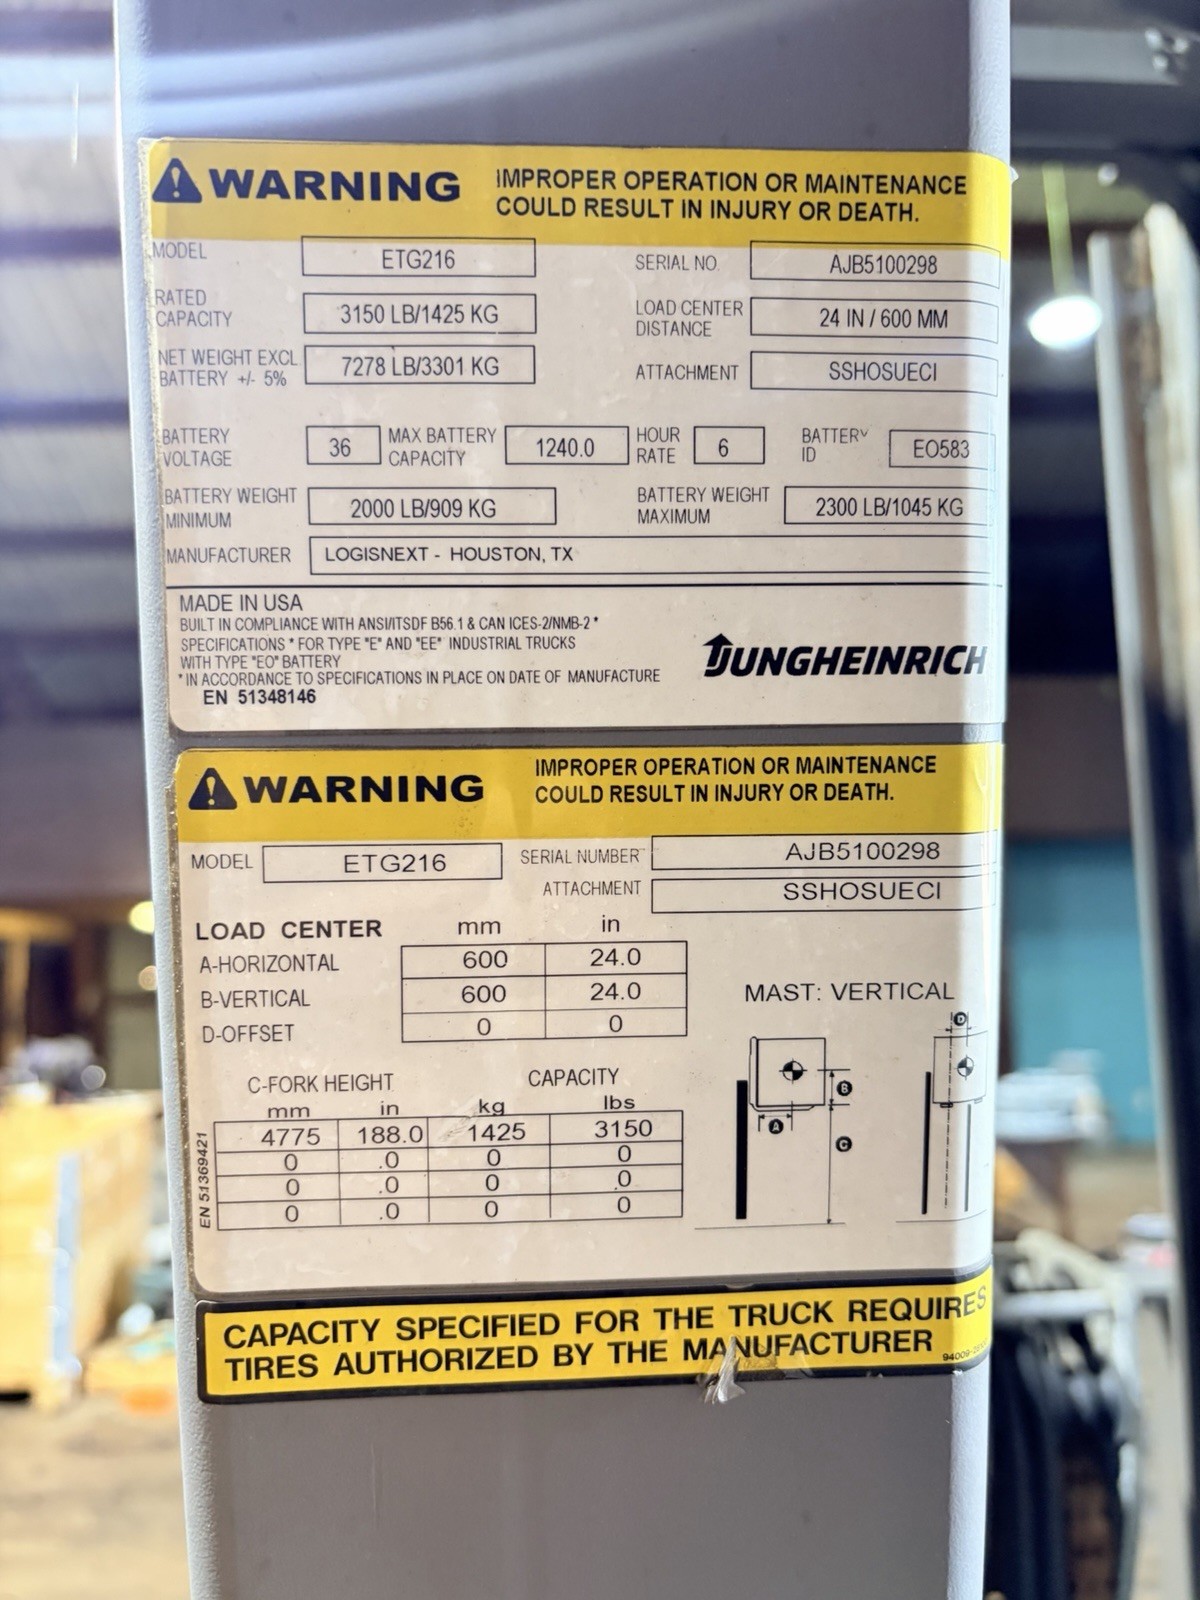 WARNING IMPROPER OPERATION OR MAINTENANCE
COULD RESULT IN INJURY OR DEATH.
MODEL ETG216 SERIAL NO. AJB5100298
RATED CAPACITY 3150 LB/1425 KG LOAD CENTER DISTANCE 24 IN / 600 MM
NET WEIGHT EXCL BATTERY +/- 5% 7278 LB/3301 KG ATTACHMENT SSHOSUECI
BATTERY VOLTAGE 36 MAX BATTERY CAPACITY 1240.0 HOUR RATE 6 BATTERY ID EO583
BATTERY WEIGHT MINIMUM 2000 LB/909 KG BATTERY WEIGHT MAXIMUM 2300 LB/1045 KG
MANUFACTURER LOGISNEXT - HOUSTON, TX
MADE IN USA
BUILT IN COMPLIANCE WITH ANSI/ITSDF B56.1 & CAN ICES-2/NMB-2 *
SPECIFICATIONS * FOR TYPE "E" AND "EE" INDUSTRIAL TRUCKS
WITH TYPE "EO" BATTERY
* IN ACCORDANCE TO SPECIFICATIONS IN PLACE ON DATE OF MANUFACTURE
EN 51348146
JUNGHEINRICH
WARNING IMPROPER OPERATION OR MAINTENANCE
COULD RESULT IN INJURY OR DEATH.
MODEL ETG216 SERIAL NUMBER AJB5100298
ATTACHMENT SSHOSUECI
LOAD CENTER mm in
A-HORIZONTAL 600 24.0
B-VERTICAL 600 24.0
D-OFFSET 0 0
MAST: VERTICAL
D
B
A
C
C-FORK HEIGHT CAPACITY
mm in kg lbs
4775 188.0 1425 3150
0 .0 0 0
0 .0 0 .0
0 .0 0 0
EN 51369421
CAPACITY SPECIFIED FOR THE TRUCK REQUIRES
TIRES AUTHORIZED BY THE MANUFACTURER